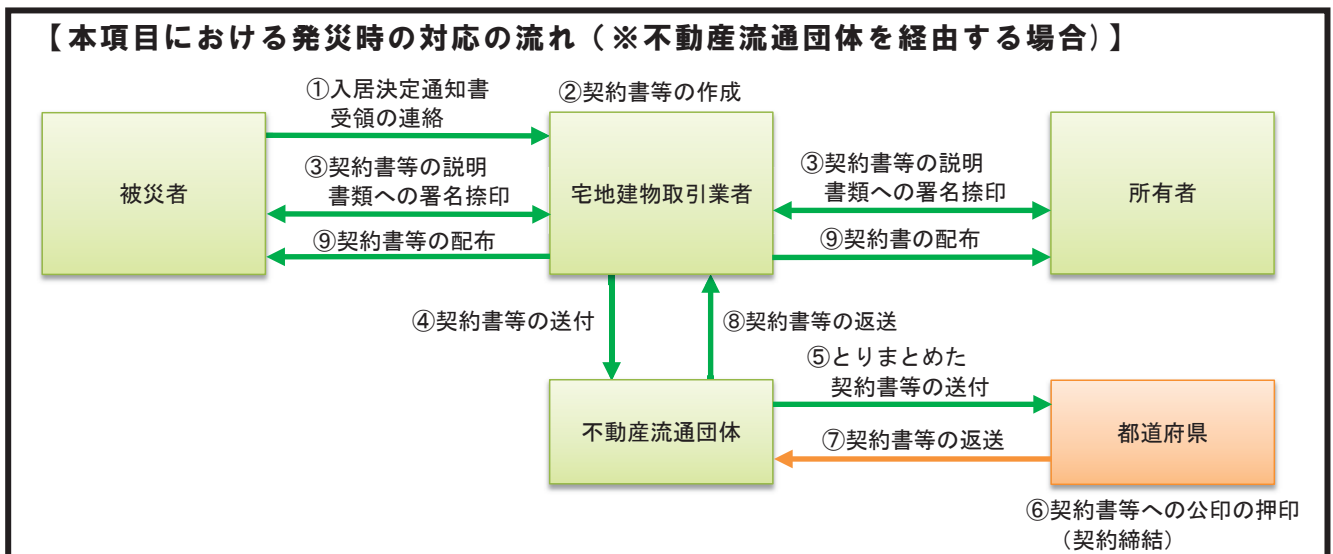 【本項目における発災時の対応の流れ（※不動産流通団体を経由する場合）】
①入居決定通知書
受領の連絡
②契約書等の作成
被災者
③契約書等の説明
書類への署名捺印
宅地建物取引業者
③契約書等の説明
書類への署名捺印
所有者
⑨契約書等の配布
⑨契約書の配布
④契約書等の送付
⑧契約書等の返送
⑤とりまとめた
契約書等の送付
不動産流通団体
都道府県
⑦契約書等の返送
⑥契約書等への公印の押印
（契約締結）